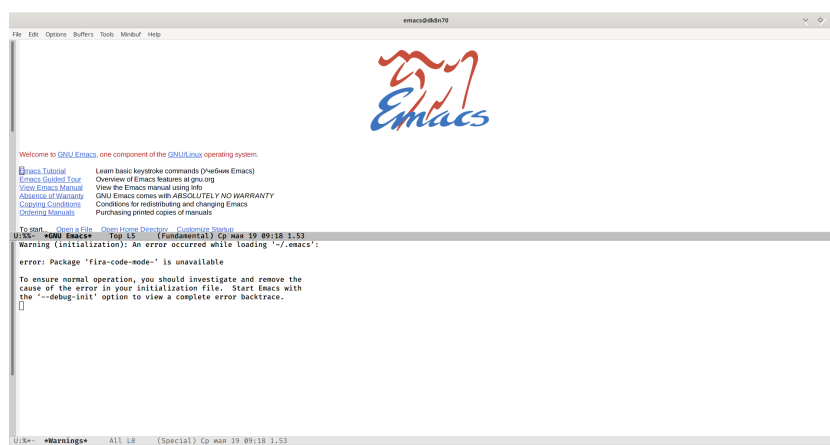 emacs@dk8n70
File Edit Options Buffers Tools Minibuf Help
Emacs
Welcome to GNU Emacs, one component of the GNU/Linux operating system.
Emacs Tutorial Learn basic keystroke commands (Учебник Emacs)
Emacs Guided Tour Overview of Emacs features at gnu.org
View Emacs Manual View the Emacs manual using Info
Absence of Warranty GNU Emacs comes with ABSOLUTELY NO WARRANTY
Copying Conditions Conditions for redistributing and changing Emacs
Ordering Manuals Purchasing printed copies of manuals
To start... Open a File Open Home Directory Customize Startup
U:%%- *GNU Emacs* Top L5 (Fundamental) Ср мая 19 09:18 1.53
Warning (initialization): An error occurred while loading ‘~/.emacs’:
error: Package ‘fira-code-mode-’ is unavailable
To ensure normal operation, you should investigate and remove the
cause of the error in your initialization file. Start Emacs with
the ‘--debug-init’ option to view a complete error backtrace.
U:%*- *Warnings* All L8 (Special) Ср мая 19 09:18 1.53